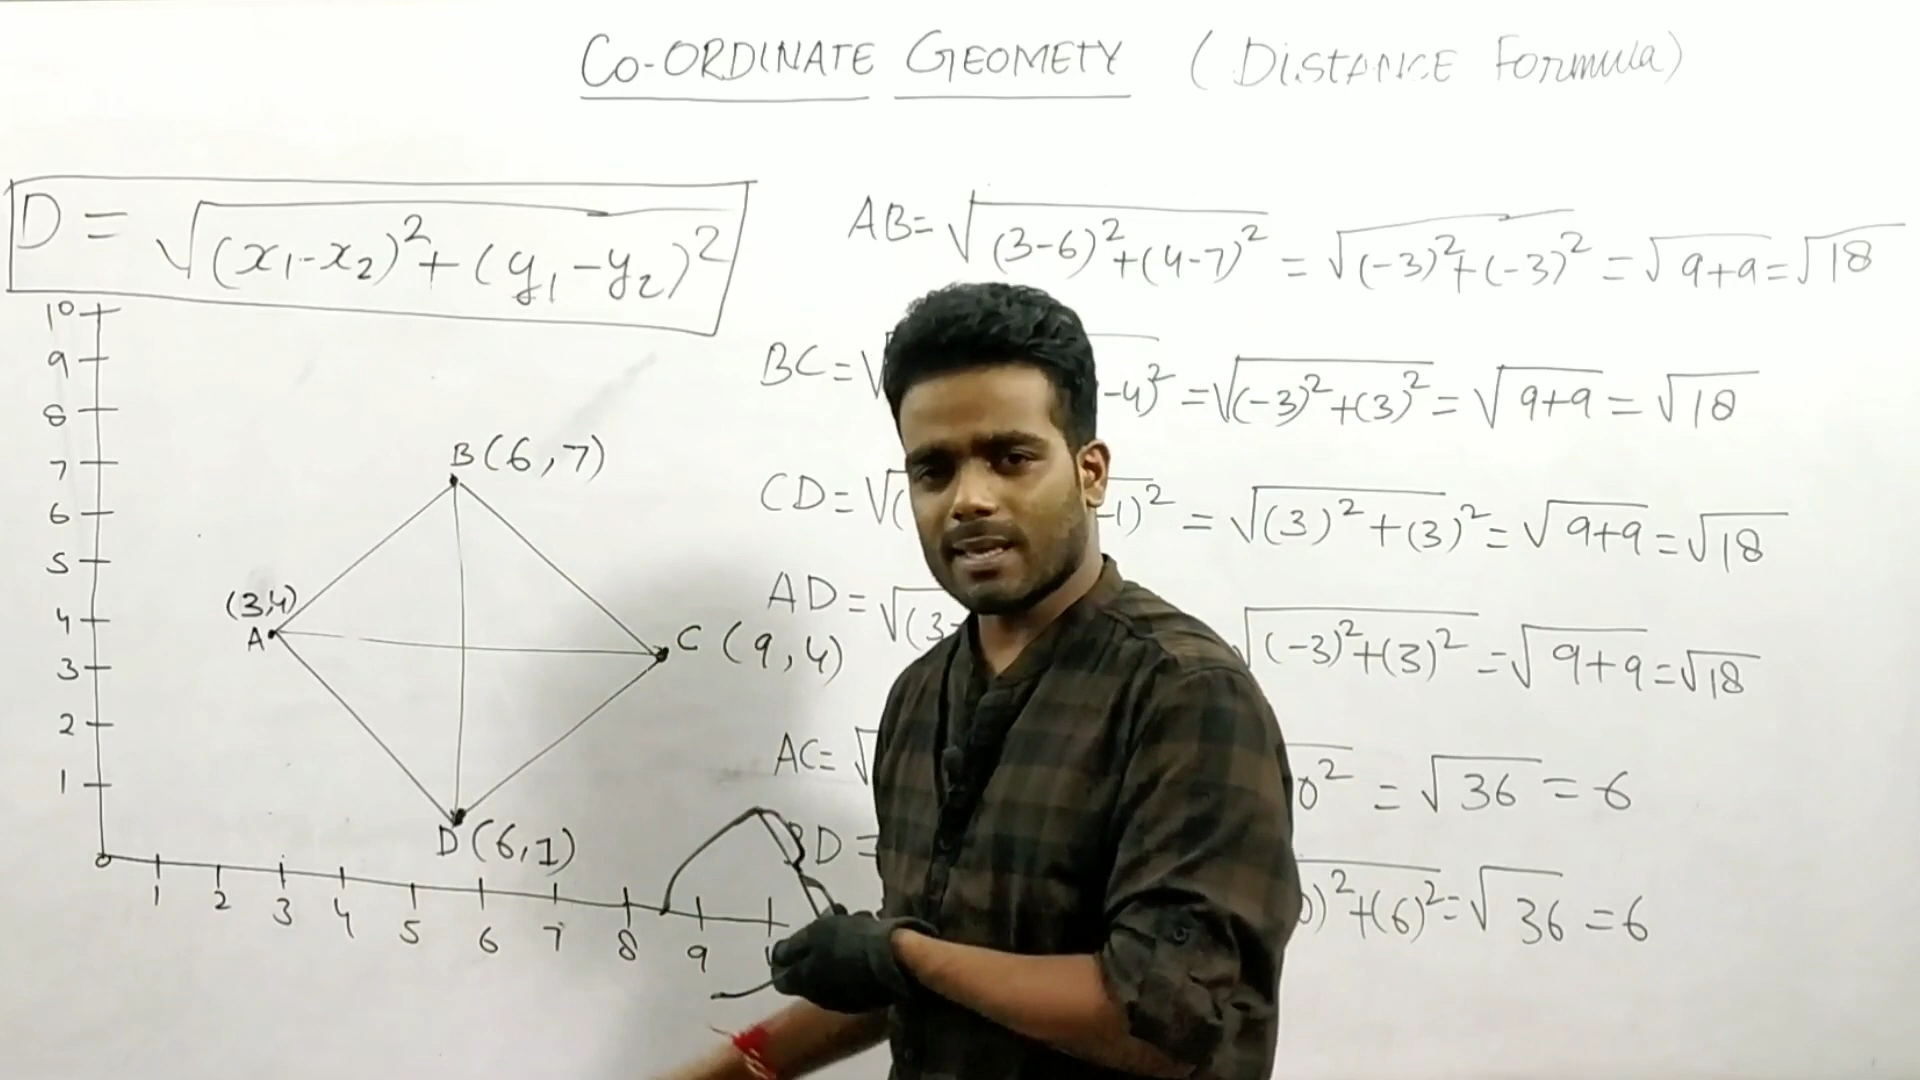 CO-ORDINATE GEOMETY (DISTANCE FORMULA)
D = √(x₁-x₂)²+(y₁-y₂)²
AB=√(3-6)²+(4-7)² = √(-3)²+(-3)² = √9+9 = √18
BC=√ -4)² = √(-3)²+(3)² = √9+9 = √18
CD=√( -1)² = √(3)²+(3)² = √9+9 = √18
AD=√(3- √(-3)²+(3)² = √9+9 = √18
AC=√ 0² = √36 = 6
BD= )²+(6)² = √36 = 6
10
9
8
7
6
5
4
3
2
1
0
B(6,7)
(3,4)
A
C (9,4)
D(6,1)
1 2 3 4 5 6 7 8 9